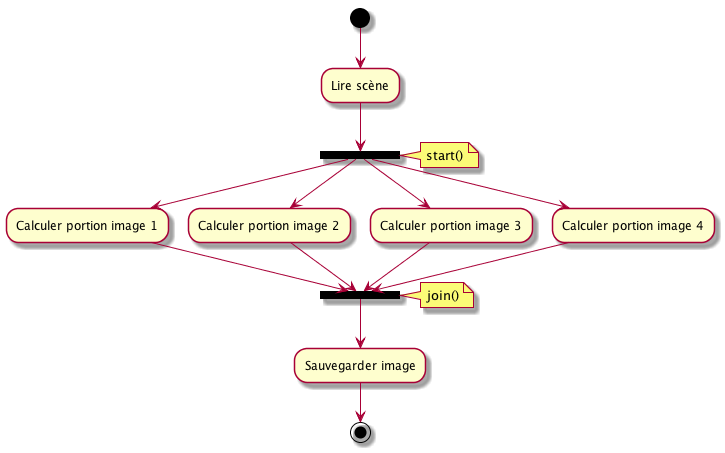 Lire scène
start()
Calculer portion image 1
Calculer portion image 2
Calculer portion image 3
Calculer portion image 4
join()
Sauvegarder image